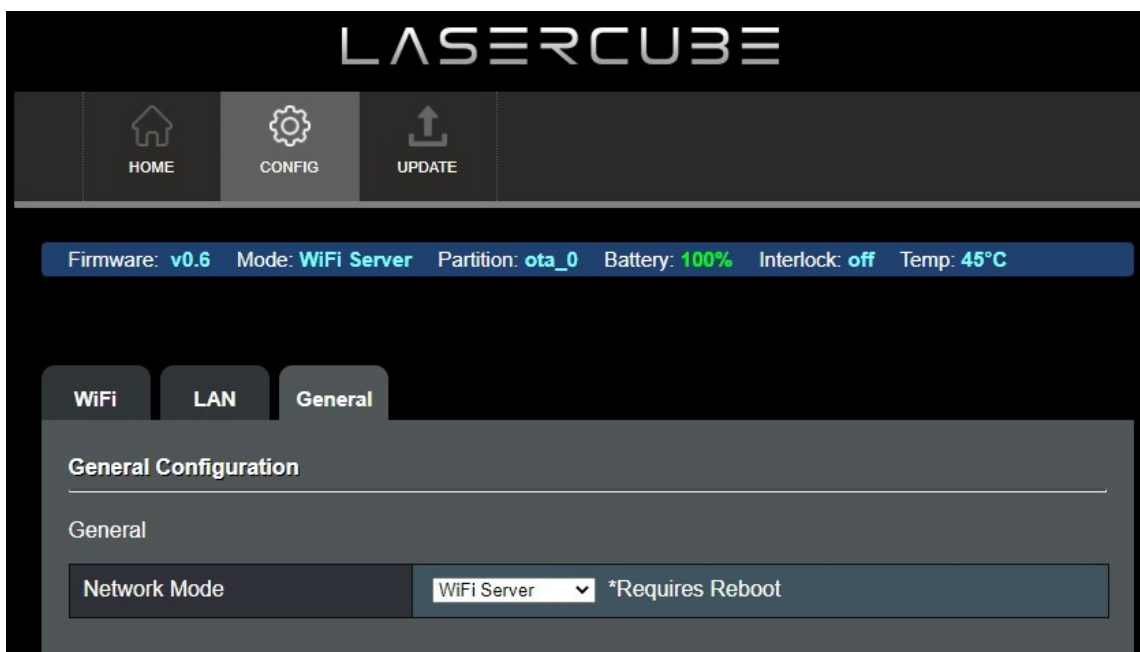 LASERCUBE
HOME CONFIG UPDATE
Firmware: v0.6 Mode: WiFi Server Partition: ota_0 Battery: 100% Interlock: off Temp: 45°C
WiFi LAN General
General Configuration
General
Network Mode WiFi Server *Requires Reboot